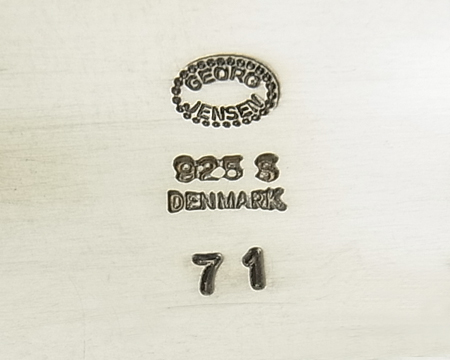 GEORG
JENSEN
925 S
DENMARK
71